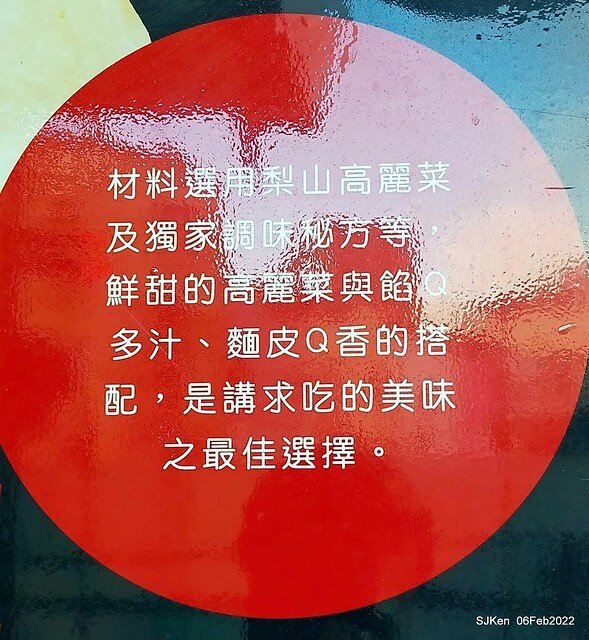 材料選用梨山高麗菜
及獨家調味秘方等，
鮮甜的高麗菜與餡Q
多汁、麵皮Q香的搭
配，是講求吃的美味
之最佳選擇。
SJKen 06Feb2022